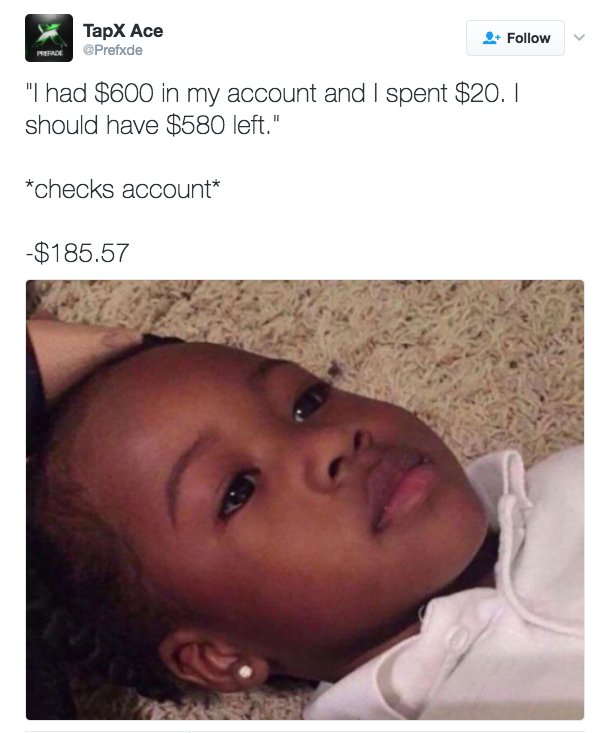 TapX Ace
@Prefxde
Follow
PREFADE
"I had $600 in my account and I spent $20. I
should have $580 left."
*checks account*
-$185.57